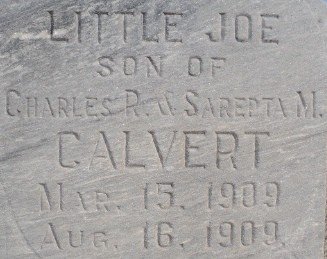 LITTLE JOE
SON OF
CHARLES R. & SAREPTA M.
CALVERT
MAR. 15. 1909
AUG. 16. 1909.